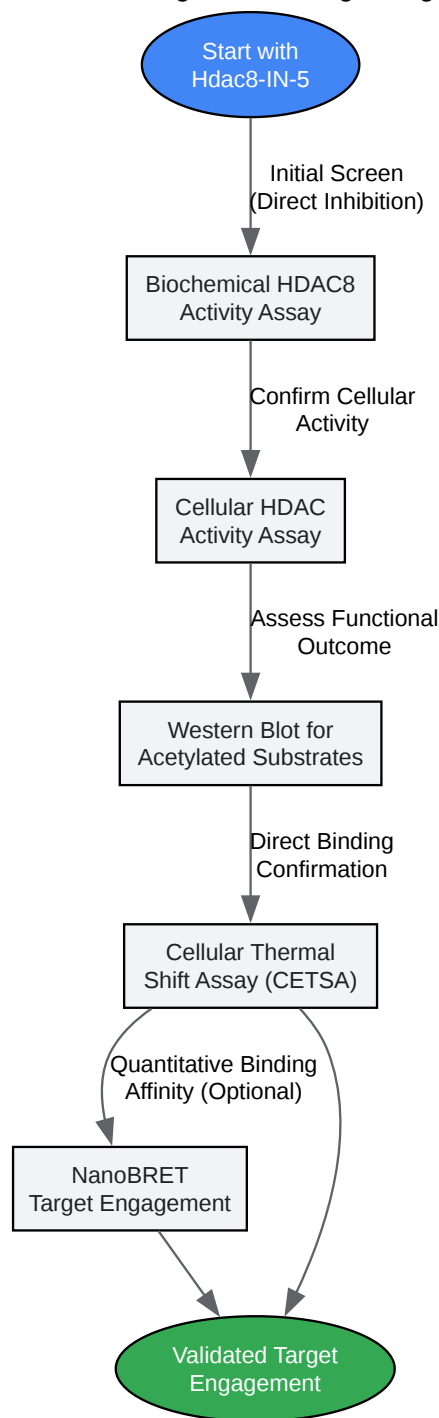 Start with
Hdac8-IN-5
Initial Screen
(Direct Inhibition)
Biochemical HDAC8
Activity Assay
Confirm Cellular
Activity
Cellular HDAC
Activity Assay
Assess Functional
Outcome
Western Blot for
Acetylated Substrates
Direct Binding
Confirmation
Cellular Thermal
Shift Assay (CETSA)
Quantitative Binding
Affinity (Optional)
NanoBRET
Target Engagement
Validated Target
Engagement